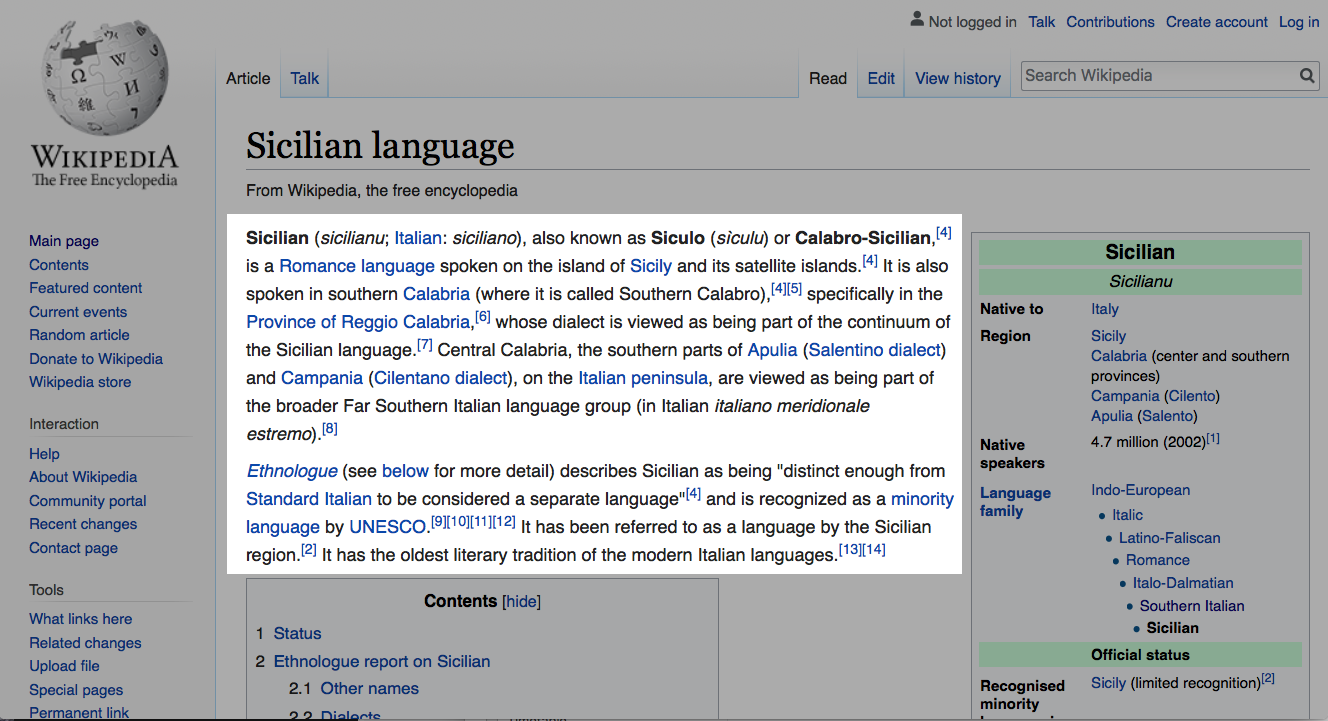 Not logged in Talk Contributions Create account Log in
Article Talk Read Edit View history Search Wikipedia
WIKIPEDIA
The Free Encyclopedia
Main page
Contents
Featured content
Current events
Random article
Donate to Wikipedia
Wikipedia store
Interaction
Help
About Wikipedia
Community portal
Recent changes
Contact page
Tools
What links here
Related changes
Upload file
Special pages
Permanent link
Sicilian language
From Wikipedia, the free encyclopedia
Sicilian (sicilianu; Italian: siciliano), also known as Siculo (sìculu) or Calabro-Sicilian,[4]
is a Romance language spoken on the island of Sicily and its satellite islands.[4] It is also
spoken in southern Calabria (where it is called Southern Calabro),[4][5] specifically in the
Province of Reggio Calabria,[6] whose dialect is viewed as being part of the continuum of
the Sicilian language.[7] Central Calabria, the southern parts of Apulia (Salentino dialect)
and Campania (Cilentano dialect), on the Italian peninsula, are viewed as being part of
the broader Far Southern Italian language group (in Italian italiano meridionale
estremo).[8]
Ethnologue (see below for more detail) describes Sicilian as being "distinct enough from
Standard Italian to be considered a separate language"[4] and is recognized as a minority
language by UNESCO.[9][10][11][12] It has been referred to as a language by the Sicilian
region.[2] It has the oldest literary tradition of the modern Italian languages.[13][14]
Contents [hide]
1 Status
2 Ethnologue report on Sicilian
2.1 Other names
2.2 Dialects
Sicilian
Sicilianu
Native to Italy
Region Sicily
Calabria (center and southern
provinces)
Campania (Cilento)
Apulia (Salento)
Native speakers 4.7 million (2002)[1]
Language family Indo-European
Italic
Latino-Faliscan
Romance
Italo-Dalmatian
Southern Italian
Sicilian
Official status
Recognised minority Sicily (limited recognition)[2]